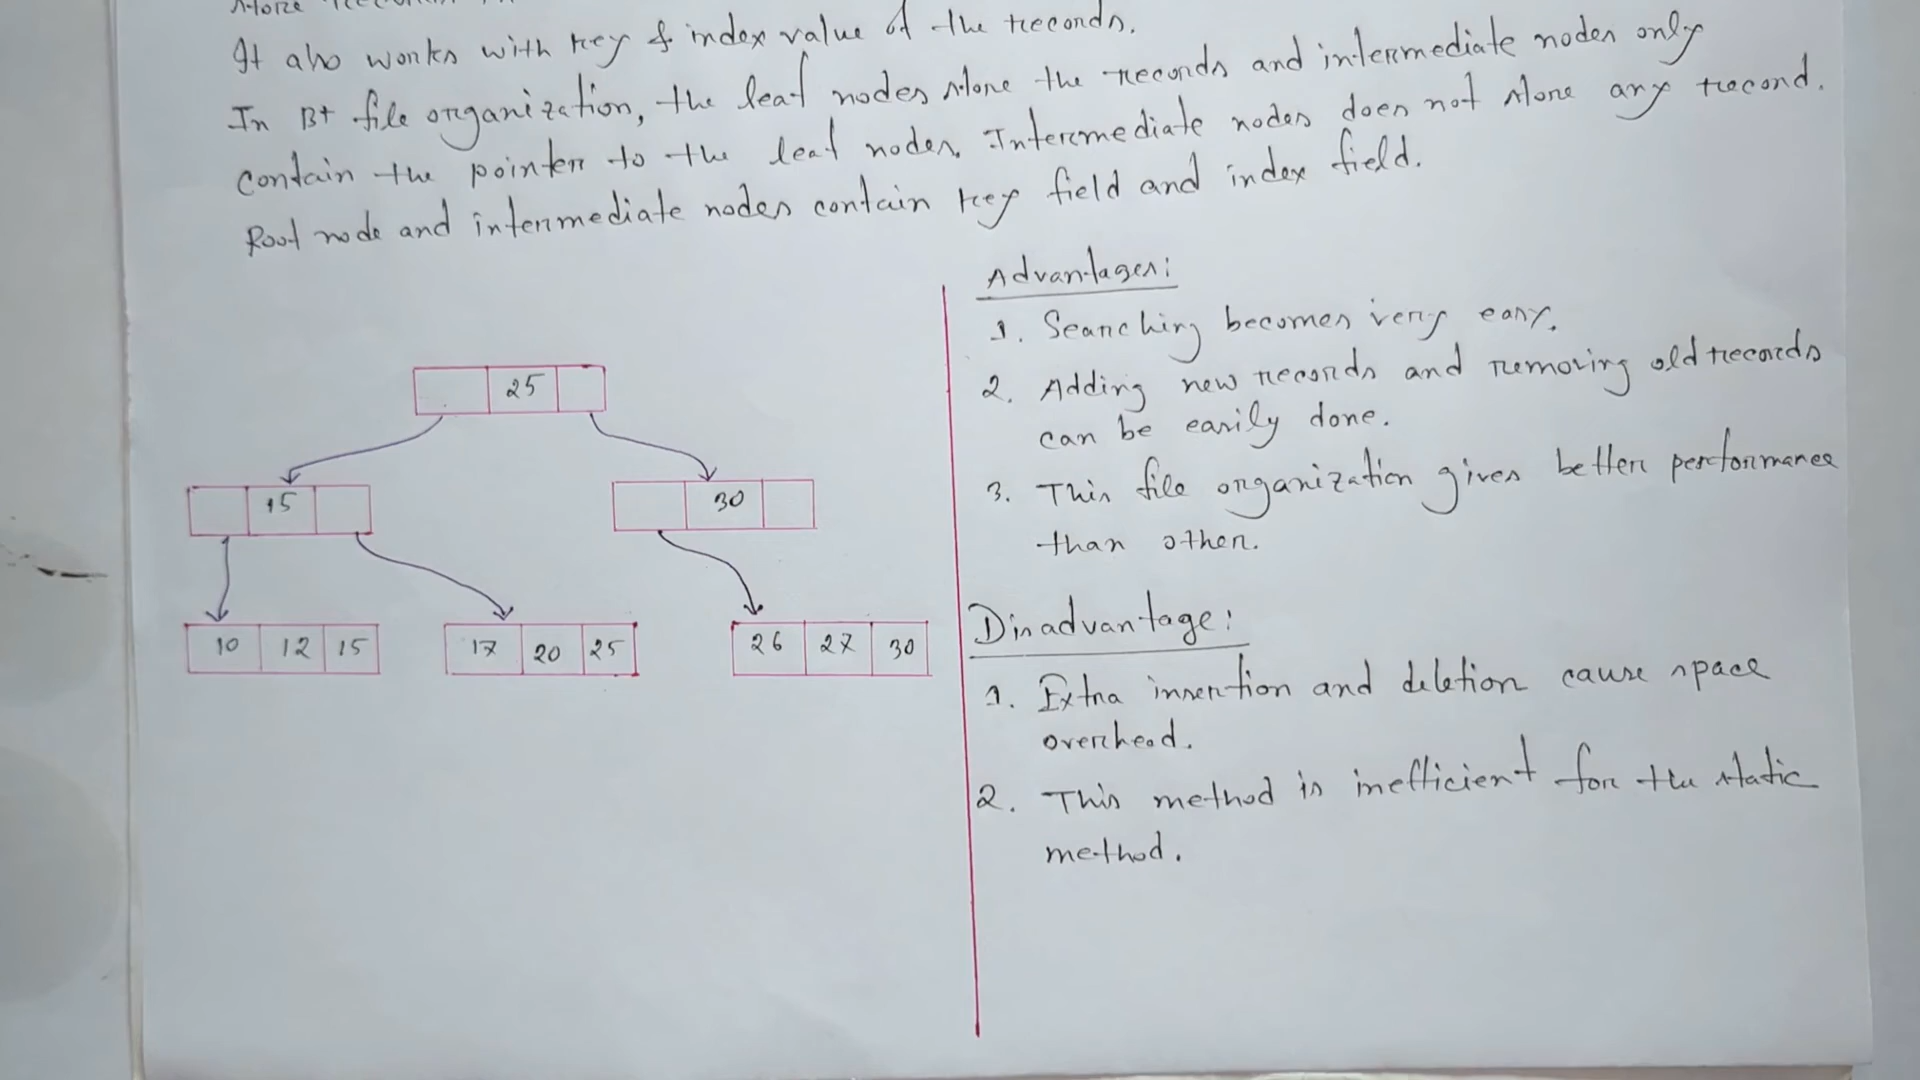 It also works with key & index value of the records.
In B+ file organization, the leaf nodes store the records and intermediate nodes only
contain the pointer to the leaf nodes. Intermediate nodes does not store any record.
Root node and intermediate nodes contain key field and index field.
25
15
30
10 12 15
17 20 25
26 27 30
Advantages:
1. Searching becomes very easy.
2. Adding new records and removing old records
can be easily done.
3. This file organization gives better performance
than other.
Disadvantage:
1. Extra insertion and deletion cause space
overhead.
2. This method is inefficient for the static
method.